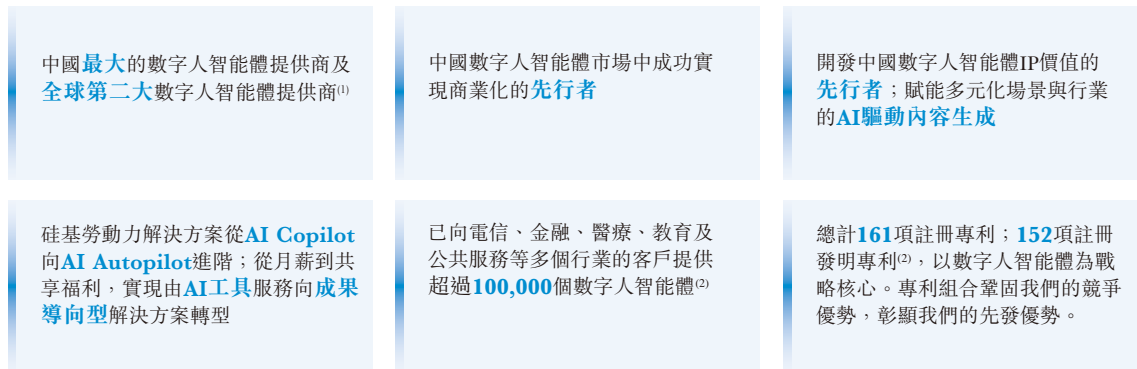 中國最大的數字人智能體提供商及
全球第二大數字人智能體提供商(1)
中國數字人智能體市場中成功實
現商業化的先行者
開發中國數字人智能體IP價值的
先行者；賦能多元化場景與行業
的AI驅動內容生成
硅基勞動力解決方案從AI Copilot
向AI Autopilot進階；從月薪到共
享福利，實現由AI工具服務向成果
導向型解決方案轉型
已向電信、金融、醫療、教育及
公共服務等多個行業的客戶提供
超過100,000個數字人智能體(2)
總計161項註冊專利；152項註冊
發明專利(2)，以數字人智能體為戰
略核心。專利組合鞏固我們的競爭
優勢，彰顯我們的先發優勢。